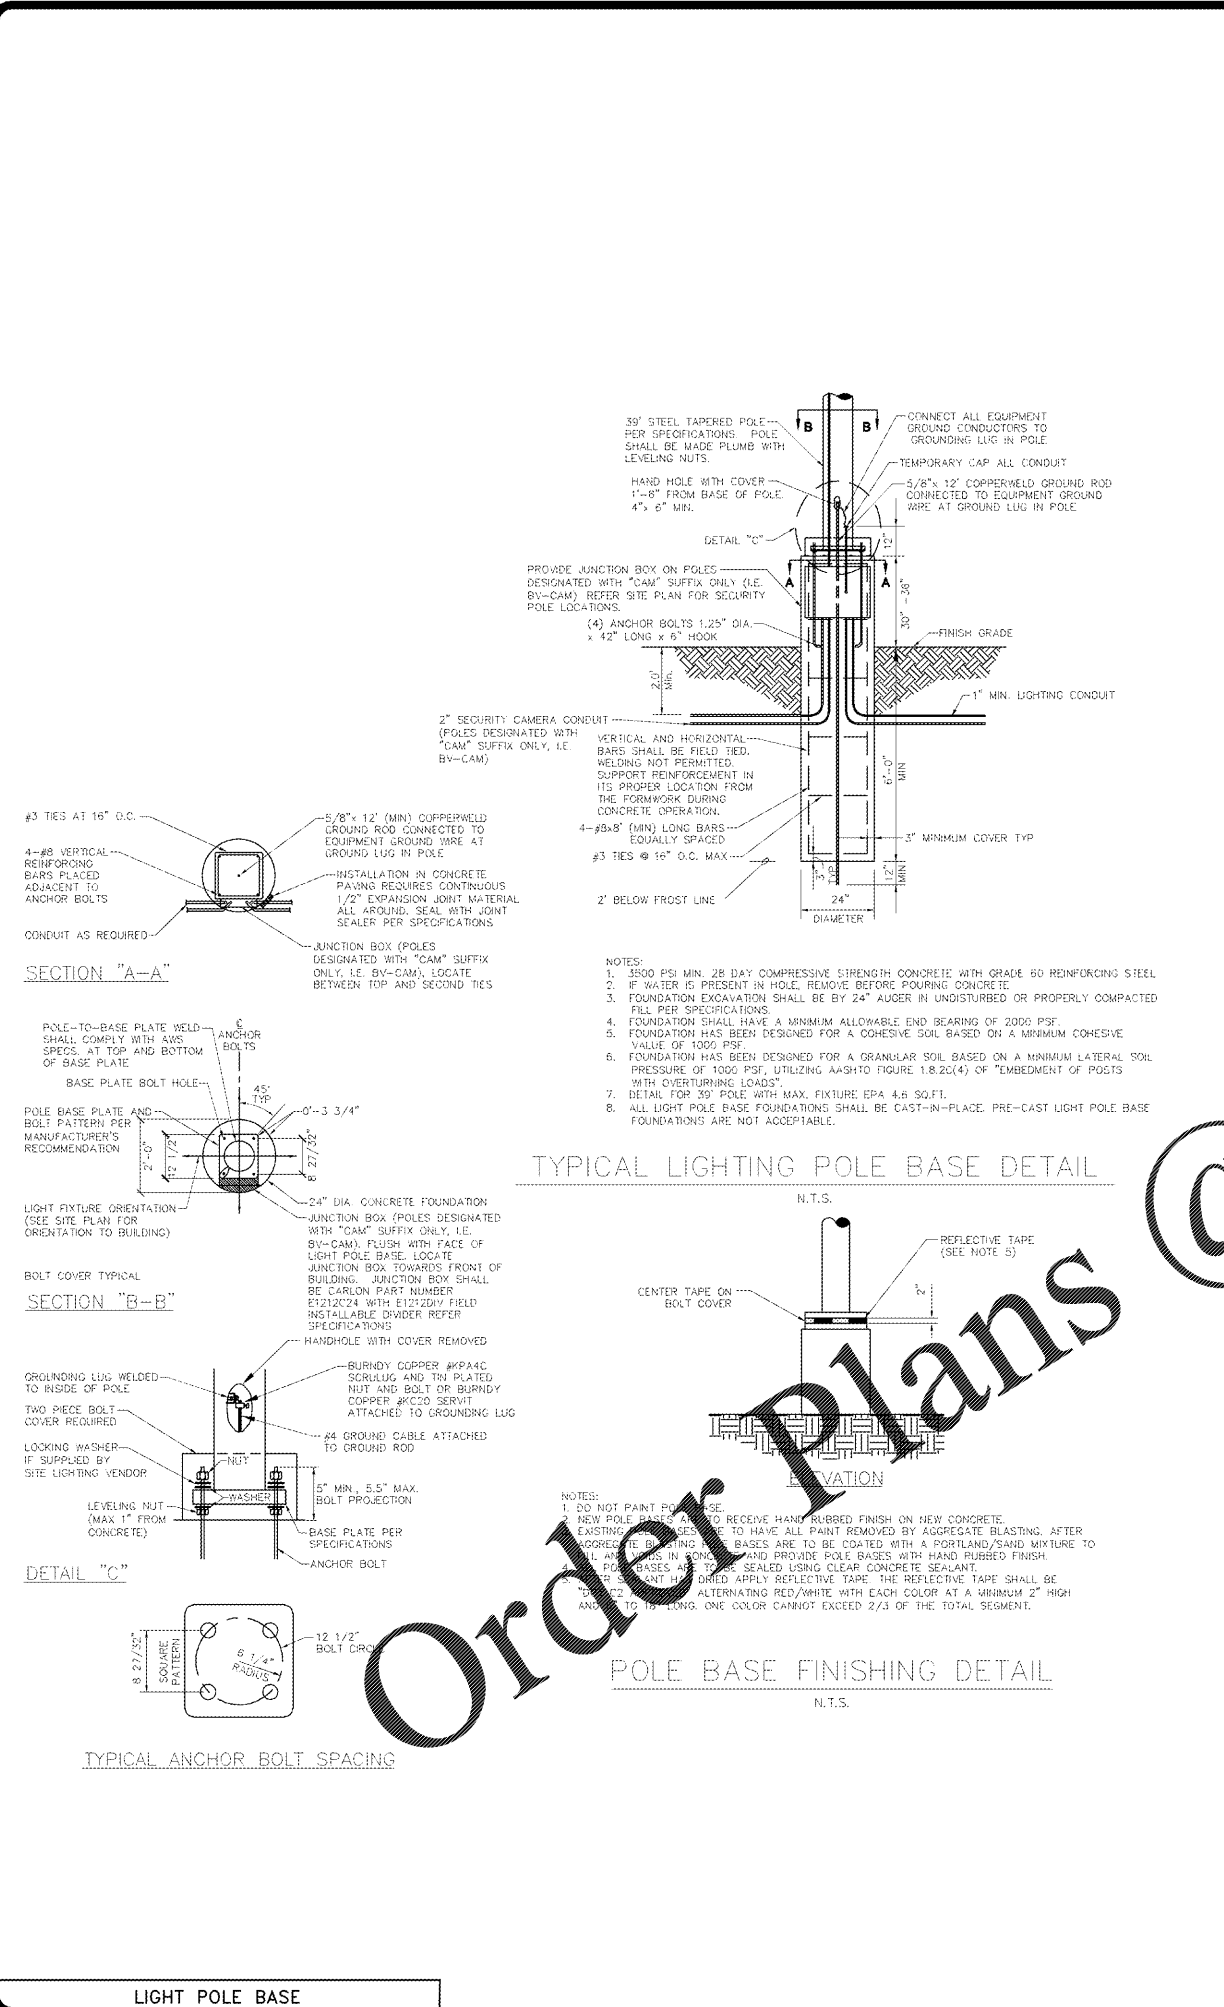 39' STEEL TAPERED POLE
PER SPECIFICATIONS. POLE
SHALL BE MADE PLUMB WITH
LEVELING NUTS.
B
B
CONNECT ALL EQUIPMENT
GROUND CONDUCTORS TO
GROUNDING LUG IN POLE
TEMPORARY CAP ALL CONDUIT
HAND HOLE WITH COVER
1'-6" FROM BASE OF POLE.
4"x 6" MIN.
5/8"x 12' COPPERWELD GROUND ROD
CONNECTED TO EQUIPMENT GROUND
WIRE AT GROUND LUG IN POLE
DETAIL "C"
12"
A
A
PROVIDE JUNCTION BOX ON POLES
DESIGNATED WITH "CAM" SUFFIX ONLY (I.E.
BV-CAM) REFER SITE PLAN FOR SECURITY
POLE LOCATIONS.
30" -36"
(4) ANCHOR BOLTS 1.25" DIA.
x 42" LONG x 6" HOOK
FINISH GRADE
2.0'
Min.
1" MIN. LIGHTING CONDUIT
2" SECURITY CAMERA CONDUIT
(POLES DESIGNATED WITH
"CAM" SUFFIX ONLY, I.E.
BV-CAM)
VERTICAL AND HORIZONTAL
BARS SHALL BE FIELD TIED.
WELDING NOT PERMITTED.
SUPPORT REINFORCEMENT IN
ITS PROPER LOCATION FROM
THE FORMWORK DURING
CONCRETE OPERATION.
6'-0"
MIN
4-#8x8' (MIN) LONG BARS
EQUALLY SPACED
3" MINIMUM COVER TYP
#3 TIES @ 16" O.C. MAX
3"
TYP
12"
MIN
2' BELOW FROST LINE
24"
DIAMETER
#3 TIES AT 16" O.C.
5/8"x 12' (MIN) COPPERWELD
GROUND ROD CONNECTED TO
EQUIPMENT GROUND WIRE AT
GROUND LUG IN POLE
4-#8 VERTICAL
REINFORCING
BARS PLACED
ADJACENT TO
ANCHOR BOLTS
INSTALLATION IN CONCRETE
PAVING REQUIRES CONTINUOUS
1/2" EXPANSION JOINT MATERIAL
ALL AROUND. SEAL WITH JOINT
SEALER PER SPECIFICATIONS
CONDUIT AS REQUIRED
JUNCTION BOX (POLES
DESIGNATED WITH "CAM" SUFFIX
ONLY, I.E. BV-CAM), LOCATE
BETWEEN TOP AND SECOND TIES
SECTION "A-A"
NOTES:
1. 3500 PSI MIN. 28 DAY COMPRESSIVE STRENGTH CONCRETE WITH GRADE 60 REINFORCING STEEL
2. IF WATER IS PRESENT IN HOLE, REMOVE BEFORE POURING CONCRETE
3. FOUNDATION EXCAVATION SHALL BE BY 24" AUGER IN UNDISTURBED OR PROPERLY COMPACTED
FILL PER SPECIFICATIONS.
4. FOUNDATION SHALL HAVE A MINIMUM ALLOWABLE END BEARING OF 2000 PSF.
5. FOUNDATION HAS BEEN DESIGNED FOR A COHESIVE SOIL BASED ON A MINIMUM COHESIVE
VALUE OF 1000 PSF.
6. FOUNDATION HAS BEEN DESIGNED FOR A GRANULAR SOIL BASED ON A MINIMUM LATERAL SOIL
PRESSURE OF 1000 PSF, UTILIZING AASHTO FIGURE 1.8.2C(4) OF "EMBEDMENT OF POSTS
WITH OVERTURNING LOADS".
7. DETAIL FOR 39' POLE WITH MAX. FIXTURE EPA 4.6 SQ.FT.
8. ALL LIGHT POLE BASE FOUNDATIONS SHALL BE CAST-IN-PLACE. PRE-CAST LIGHT POLE BASE
FOUNDATIONS ARE NOT ACCEPTABLE.
TYPICAL LIGHTING POLE BASE DETAIL
N.T.S.
POLE-TO-BASE PLATE WELD
SHALL COMPLY WITH AWS
SPECS. AT TOP AND BOTTOM
OF BASE PLATE
ANCHOR
BOLTS
BASE PLATE BOLT HOLE
45°
TYP
0'-3 3/4"
POLE BASE PLATE AND
BOLT PATTERN PER
MANUFACTURER'S
RECOMMENDATION
2'-0"
12 1/2"
8 27/32"
LIGHT FIXTURE ORIENTATION
(SEE SITE PLAN FOR
ORIENTATION TO BUILDING)
24" DIA. CONCRETE FOUNDATION
JUNCTION BOX (POLES DESIGNATED
WITH "CAM" SUFFIX ONLY, I.E.
BV-CAM). FLUSH WITH FACE OF
LIGHT POLE BASE. LOCATE
JUNCTION BOX TOWARDS FRONT OF
BUILDING. JUNCTION BOX SHALL
BE CARLON PART NUMBER
E1212C24 WITH E1212DIV FIELD
INSTALLABLE DIVIDER REFER
SPECIFICATIONS
BOLT COVER TYPICAL
SECTION "B-B"
REFLECTIVE TAPE
(SEE NOTE 5)
CENTER TAPE ON
BOLT COVER
2"
ELEVATION
HANDHOLE WITH COVER REMOVED
GROUNDING LUG WELDED
TO INSIDE OF POLE
BURNDY COPPER #KPA4C
SCRULUG AND TIN PLATED
NUT AND BOLT OR BURNDY
COPPER #KC20 SERVIT
ATTACHED TO GROUNDING LUG
TWO PIECE BOLT
COVER REQUIRED
#4 GROUND CABLE ATTACHED
TO GROUND ROD
LOCKING WASHER
IF SUPPLIED BY
SITE LIGHTING VENDOR
NUT
WASHER
5" MIN., 5.5" MAX.
BOLT PROJECTION
LEVELING NUT
(MAX 1" FROM
CONCRETE)
BASE PLATE PER
SPECIFICATIONS
ANCHOR BOLT
DETAIL "C"
NOTES:
1. DO NOT PAINT POLE BASE.
2. NEW POLE BASES ARE TO RECEIVE HAND RUBBED FINISH ON NEW CONCRETE.
EXISTING BASES TO HAVE ALL PAINT REMOVED BY AGGREGATE BLASTING. AFTER
AGGREGATE BLASTING BASES ARE TO BE COATED WITH A PORTLAND/SAND MIXTURE TO
IN AND PROVIDE POLE BASES WITH HAND RUBBED FINISH.
4. BASES ARE TO BE SEALED USING CLEAR CONCRETE SEALANT.
DRIED APPLY REFLECTIVE TAPE. THE REFLECTIVE TAPE SHALL BE
ALTERNATING RED/WHITE WITH EACH COLOR AT A MINIMUM 2" HIGH
TO 18" LONG. ONE COLOR CANNOT EXCEED 2/3 OF THE TOTAL SEGMENT.
POLE BASE FINISHING DETAIL
N.T.S.
8 27/32"
SQUARE
PATTERN
12 1/2"
BOLT CIRCLE
6 1/4"
RADIUS
TYPICAL ANCHOR BOLT SPACING
Order Plans ©
LIGHT POLE BASE